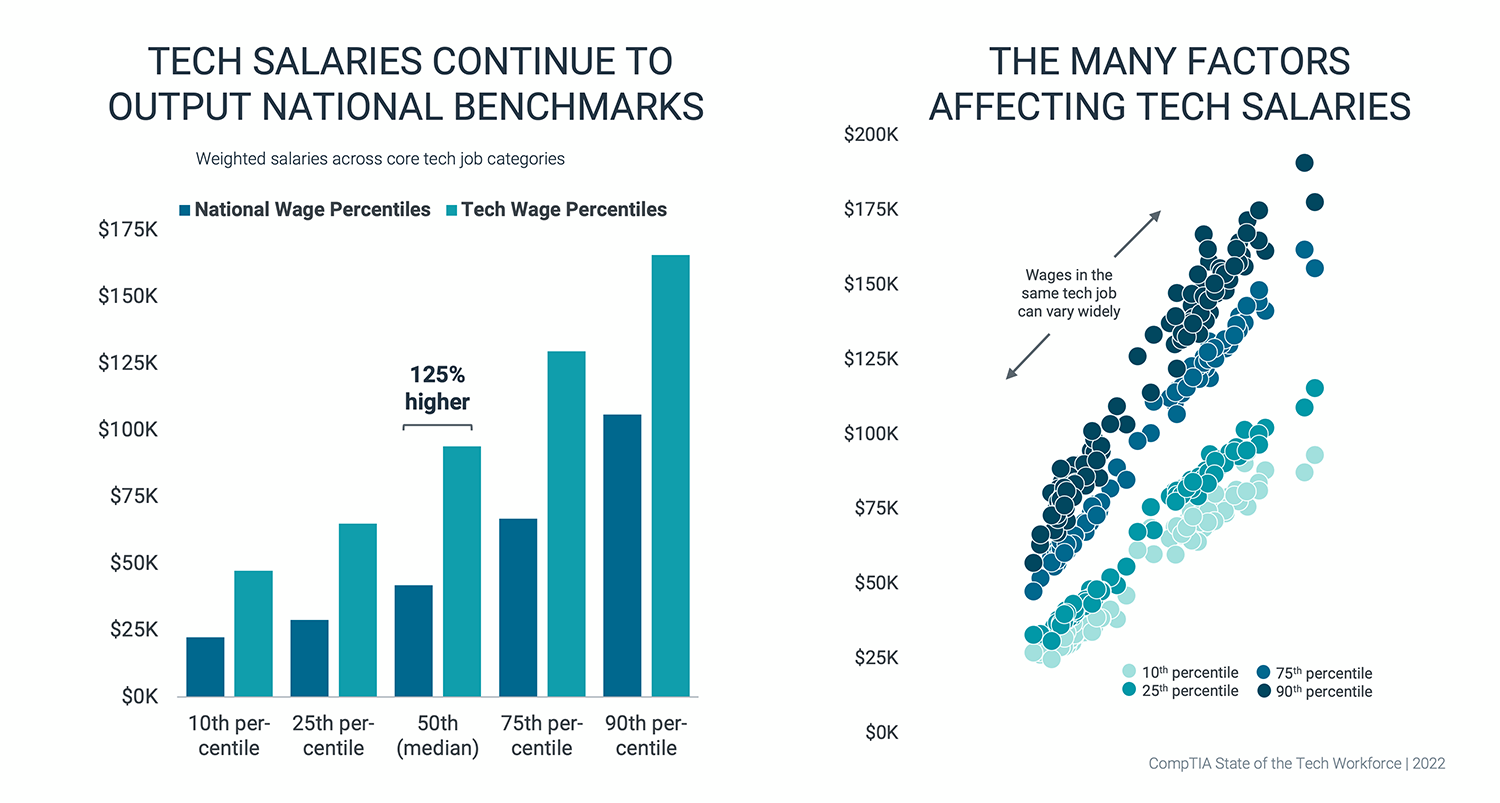 TECH SALARIES CONTINUE TO
OUTPUT NATIONAL BENCHMARKS
Weighted salaries across core tech job categories
National Wage Percentiles Tech Wage Percentiles
$175K
$150K
$125K
$100K
$75K
$50K
$25K
$0K
125%
higher
10th per-
centile
25th per-
centile
50th
(median)
75th per-
centile
90th per-
centile
THE MANY FACTORS
AFFECTING TECH SALARIES
$200K
$175K
$150K
$125K
$100K
$75K
$50K
$25K
$0K
Wages in the
same tech job
can vary widely
10th percentile 75th percentile
25th percentile 90th percentile
CompTIA State of the Tech Workforce | 2022